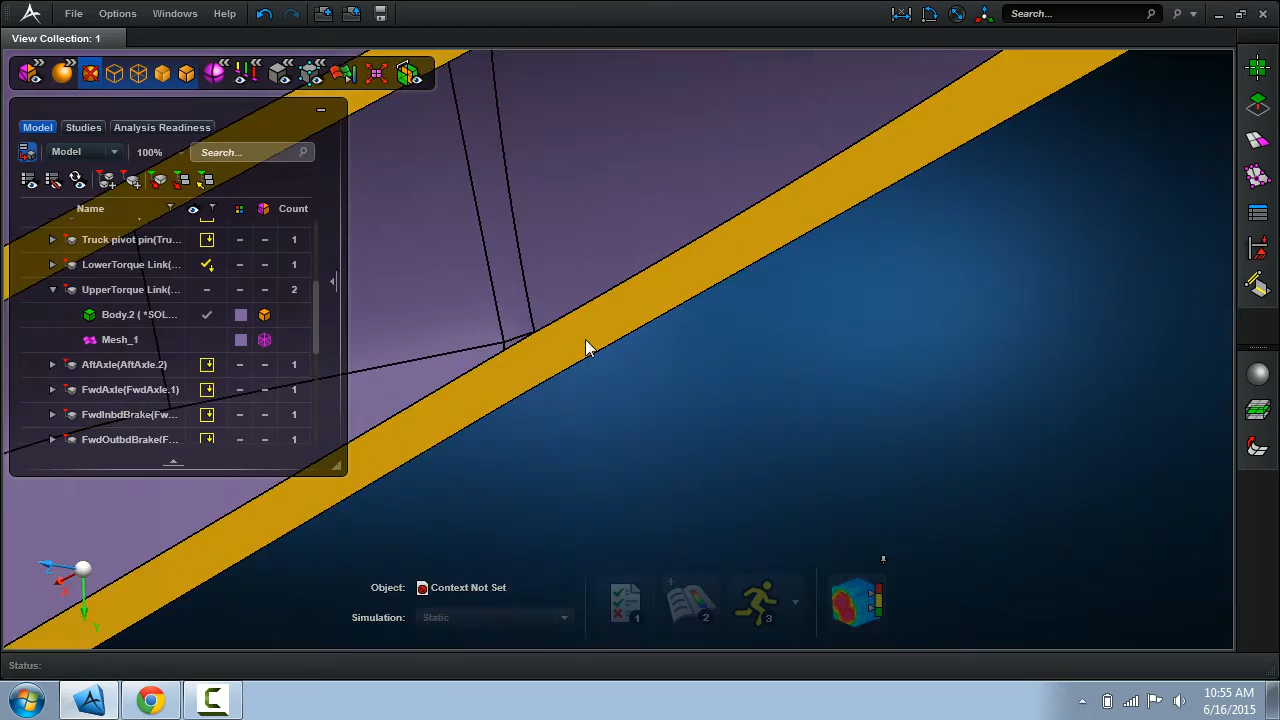 File Options Windows Help Search...
View Collection: 1
Model Studies Analysis Readiness
Model 100% Search...
Name Count
Truck pivot pin(Tru... 1
LowerTorque Link(... 1
UpperTorque Link(... 2
Body.2 ( *SOL...
Mesh_1
AftAxle(AftAxle.2) 1
FwdAxle(FwdAxle.1) 1
FwdInbdBrake(Fw... 1
FwdOutbdBrake(F... 1
Y
Object: Context Not Set
1 2 3
Simulation: Static
Status:
10:55 AM
6/16/2015